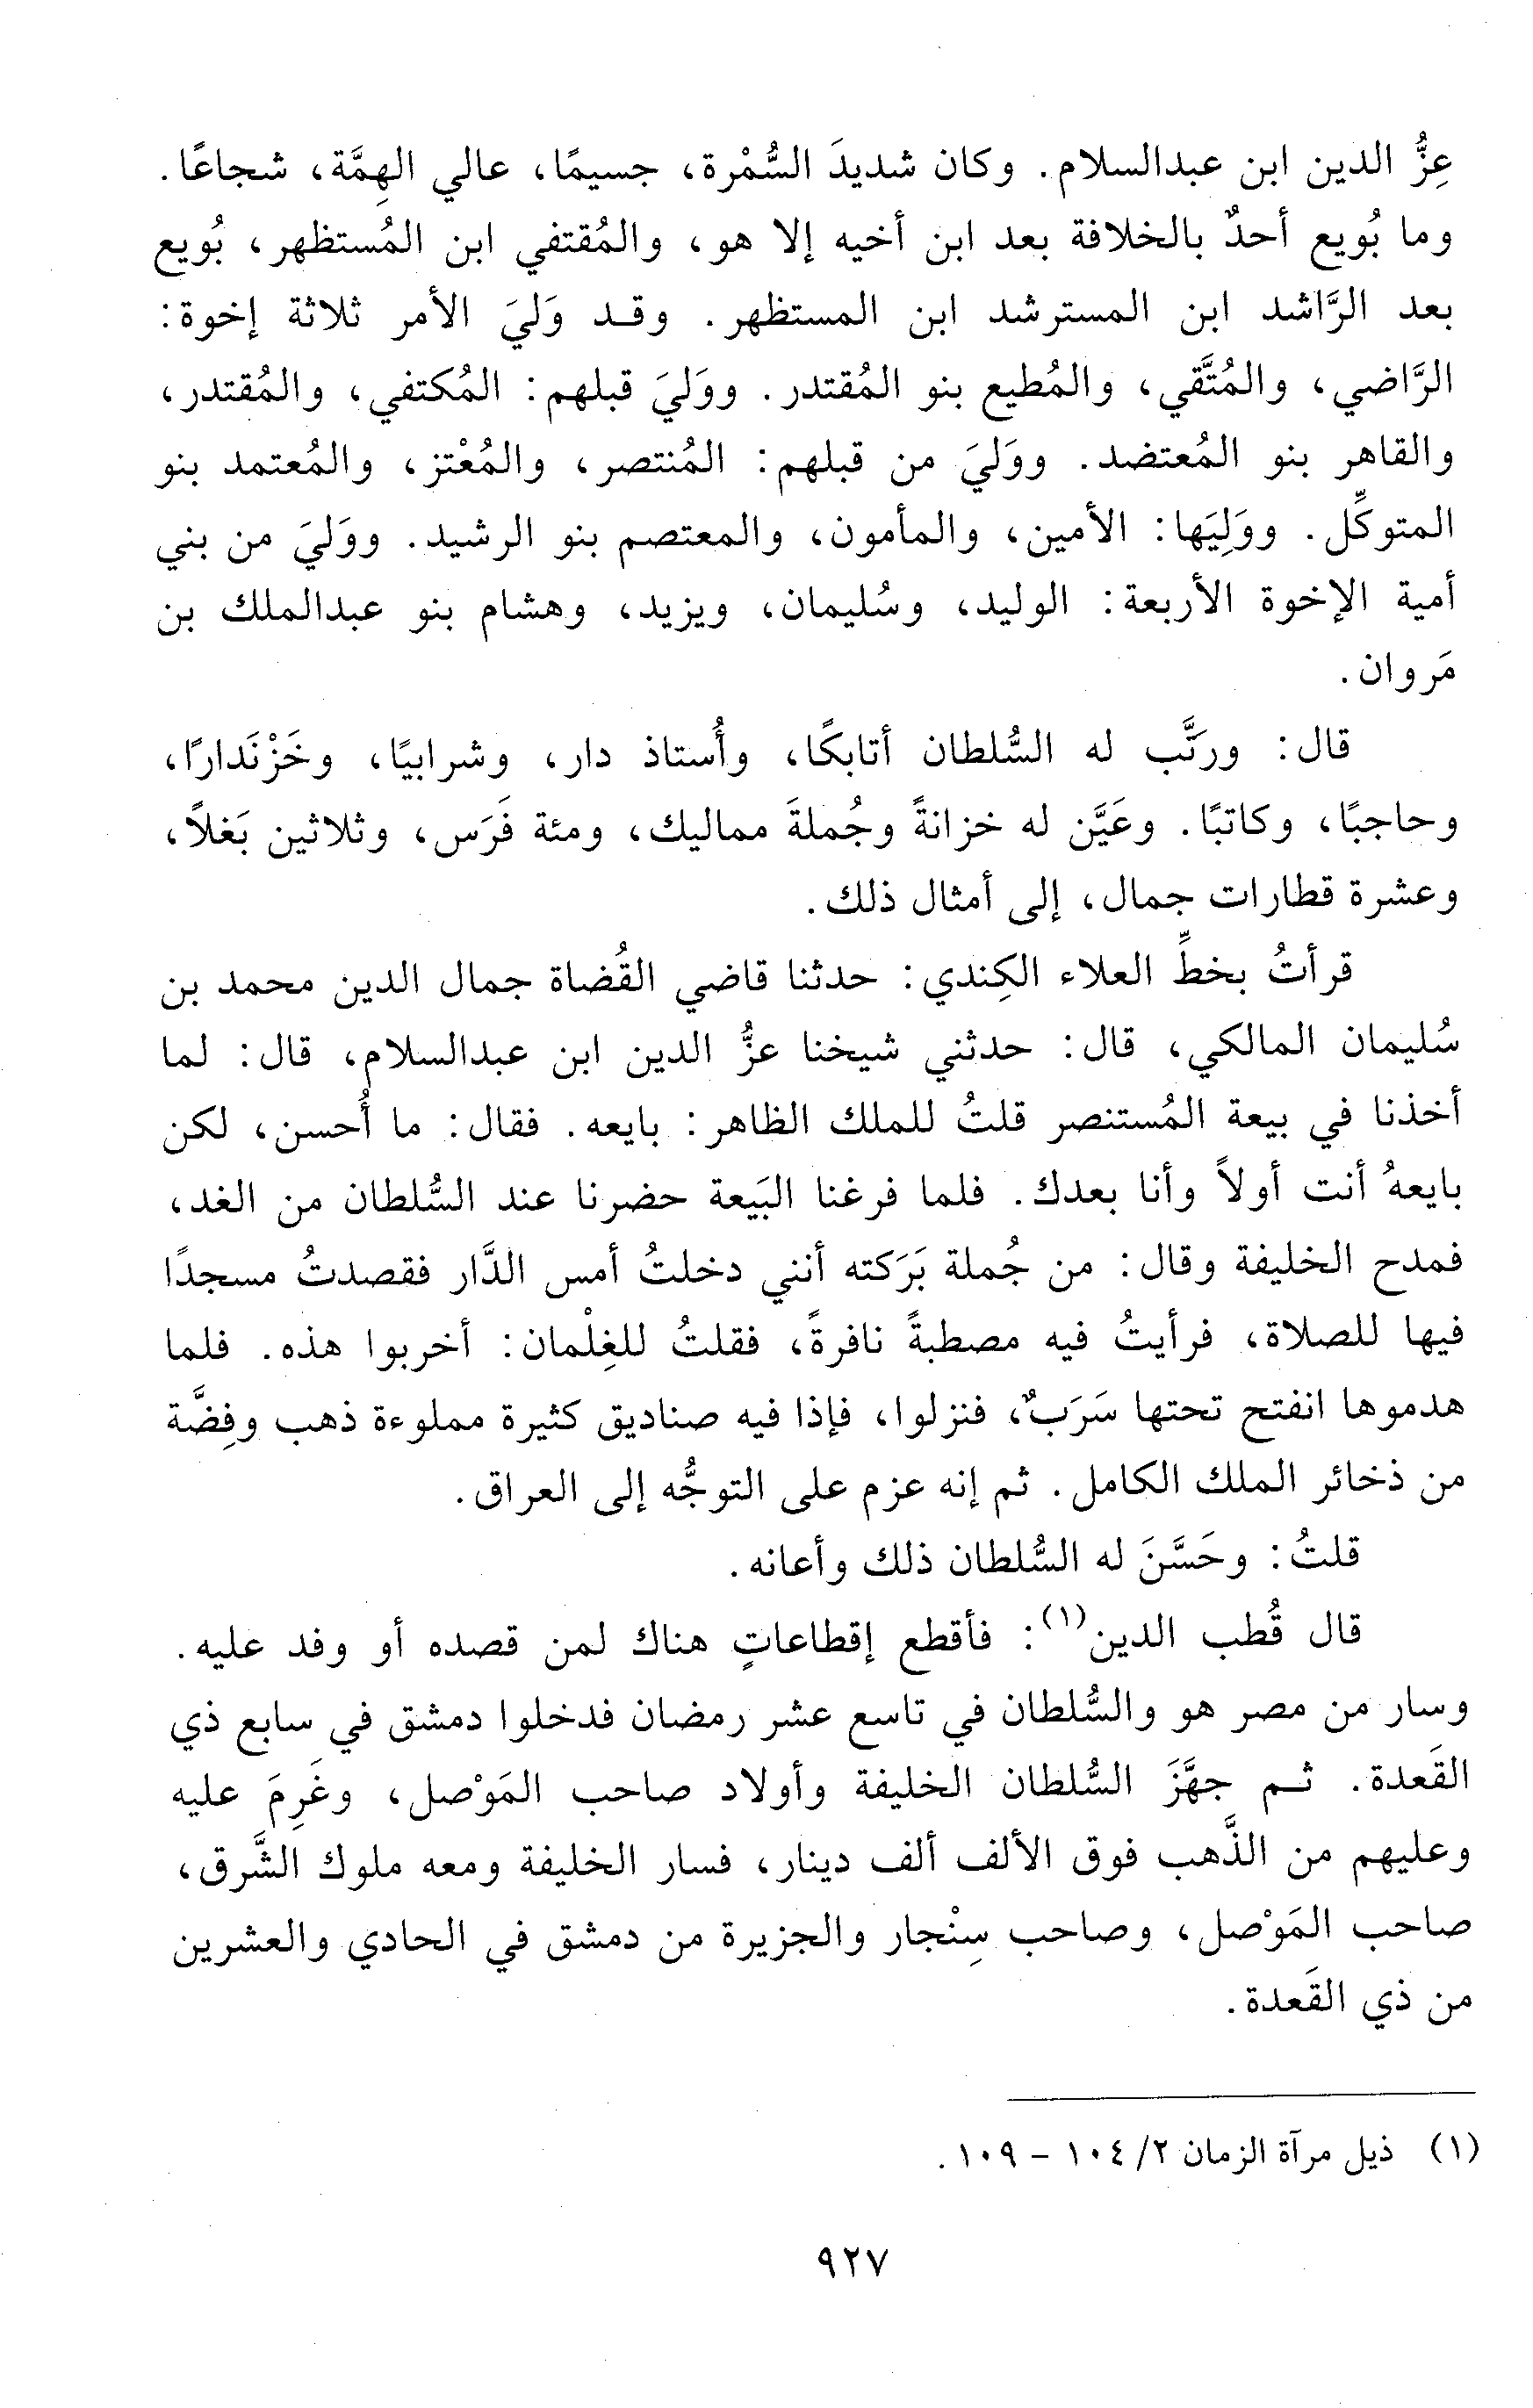 عِزُّ الدين ابن عبدالسلام. وكان شديدَ السُّمْرة، جسيمًا، عالي الهِمَّة، شجاعًا.
وما بُويع أحدٌ بالخلافة بعد ابن أخيه إلا هو، والمُقتفي ابن المُستظهر، بُويع
بعد الرَّاشد ابن المسترشد ابن المستظهر. وقد وَليَ الأمر ثلاثة إخوة:
الرَّاضي، والمُتَّقي، والمُطيع بنو المُقتدر. ووَليَ قبلهم: المُكتفي، والمُقتدر،
والقاهر بنو المُعتضد. ووَليَ من قبلهم: المُنتصر، والمُعْتز، والمُعتمد بنو
المتوكِّل. ووَلِيَها: الأمين، والمأمون، والمعتصم بنو الرشيد. ووَليَ من بني
أمية الإخوة الأربعة: الوليد، وسُليمان، ويزيد، وهشام بنو عبدالملك بن
مَروان.
قال: ورتَّب له السُّلطان أتابكًا، وأُستاذ دار، وشرابيًا، وخَزْنَدارًا،
وحاجبًا، وكاتبًا. وعَيَّن له خزانةً وجُملةَ مماليك، ومئة فَرَس، وثلاثين بَغلاً،
وعشرة قطارات جمال، إلى أمثال ذلك.
قرأتُ بخطِّ العلاء الكِندي: حدثنا قاضي القُضاة جمال الدين محمد بن
سُليمان المالكي، قال: حدثني شيخنا عزُّ الدين ابن عبدالسلام، قال: لما
أخذنا في بيعة المُستنصر قلتُ للملك الظاهر: بايعه. فقال: ما أُحسن، لكن
بايعهُ أنت أولاً وأنا بعدك. فلما فرغنا البَيعة حضرنا عند السُّلطان من الغد،
فمدح الخليفة وقال: من جُملة بَرَكته أنني دخلتُ أمس الدَّار فقصدتُ مسجدًا
فيها للصلاة، فرأيتُ فيه مصطبةً نافرةً، فقلتُ للغِلْمان: أخربوا هذه. فلما
هدموها انفتح تحتها سَرَبٌ، فنزلوا، فإذا فيه صناديق كثيرة مملوءة ذهب وفِضَّة
من ذخائر الملك الكامل. ثم إنه عزم على التوجُّه إلى العراق.
قلتُ: وحَسَّنَ له السُّلطان ذلك وأعانه.
قال قُطب الدين(١): فأقطع إقطاعاتٍ هناك لمن قصده أو وفد عليه.
وسار من مصر هو والسُّلطان في تاسع عشر رمضان فدخلوا دمشق في سابع ذي
القَعدة. ثم جهَّزَ السُّلطان الخليفة وأولاد صاحب المَوْصل، وغَرِمَ عليه
وعليهم من الذَّهب فوق الألف ألف دينار، فسار الخليفة ومعه ملوك الشَّرق،
صاحب المَوْصل، وصاحب سِنْجار والجزيرة من دمشق في الحادي والعشرين
من ذي القَعدة.
(١) ذيل مرآة الزمان ٢/ ١٠٤ – ١٠٩.
٩٢٧